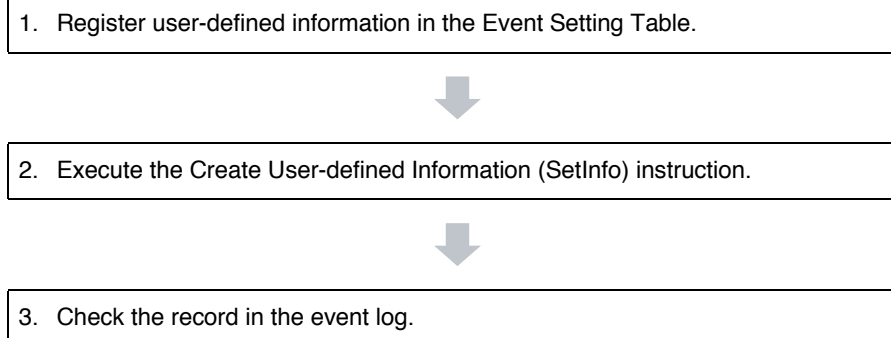 1. Register user-defined information in the Event Setting Table.
2. Execute the Create User-defined Information (SetInfo) instruction.
3. Check the record in the event log.